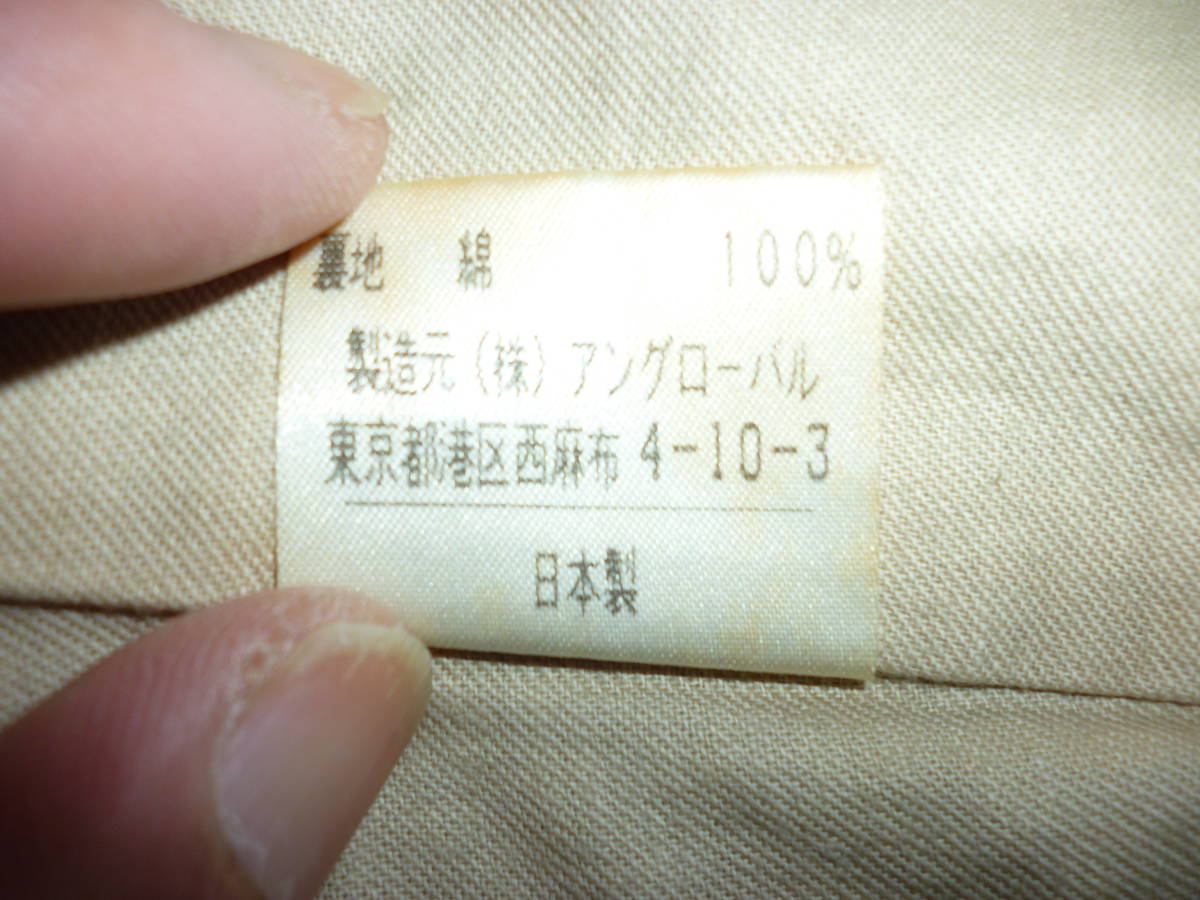 裏地 綿 100%
製造元(株)アングローバル
東京都港区西麻布4-10-3
日本製